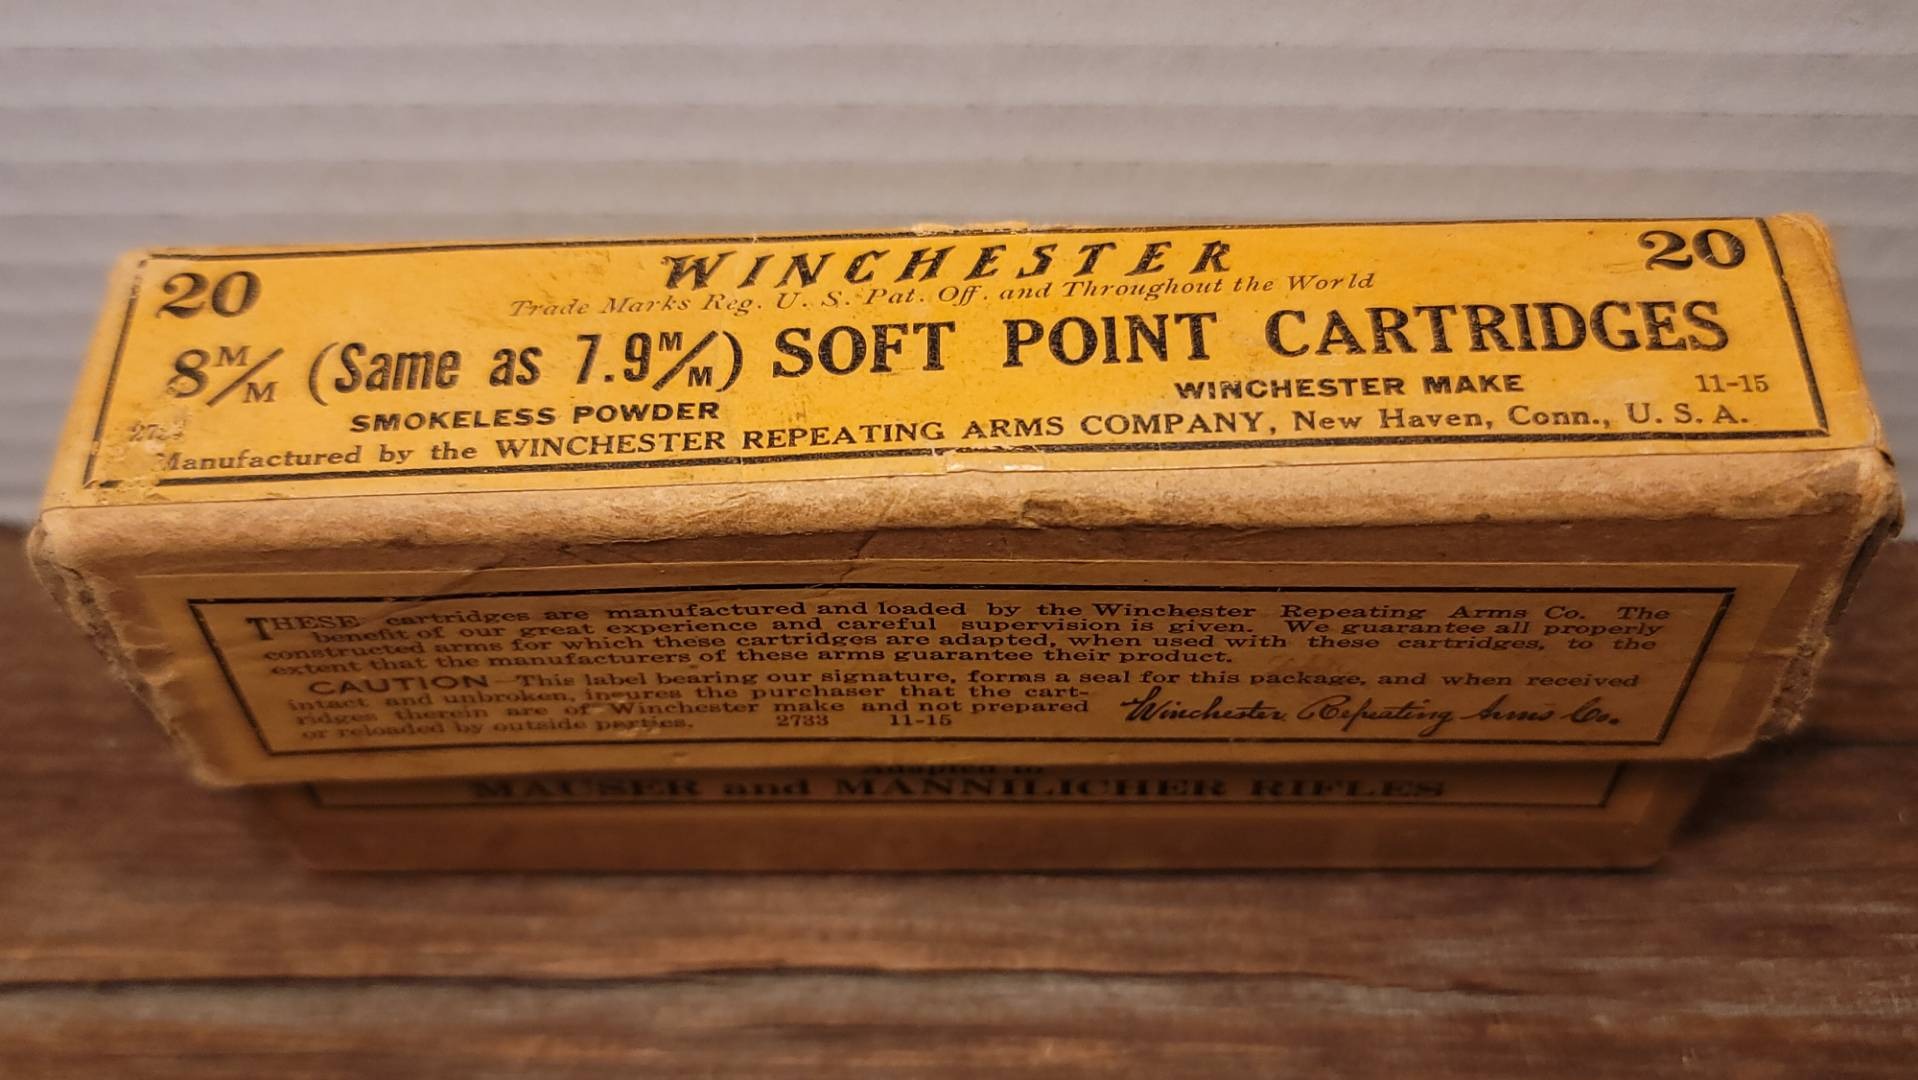 20 WINCHESTER 20
Trade Marks Reg. U. S. Pat. Off. and Throughout the World
8 M/M (Same as 7.9 M/M) SOFT POINT CARTRIDGES
SMOKELESS POWDER WINCHESTER MAKE 11-15
Manufactured by the WINCHESTER REPEATING ARMS COMPANY, New Haven, Conn., U. S. A.
THESE cartridges are manufactured and loaded by the Winchester Repeating Arms Co. The
benefit of our great experience and careful supervision is given. We guarantee all properly
constructed arms for which these cartridges are adapted, when used with these cartridges, to the
extent that the manufacturers of these arms guarantee their product.
CAUTION This label bearing our signature, forms a seal for this package, and when received
intact and unbroken, insures the purchaser that the cart-
ridges therein are of Winchester make and not prepared
or reloaded by outside parties. 2733 11-15
Winchester Repeating Arms Co.
Adapted to
MAUSER and MANNILICHER RIFLES